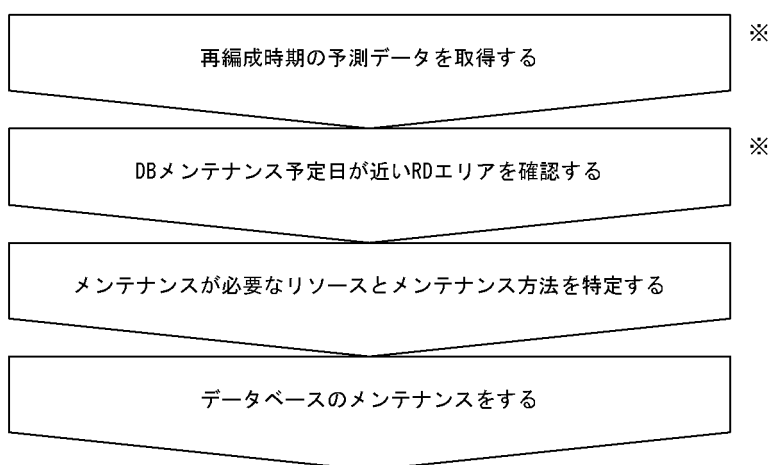 再編成時期の予測データを取得する ※
DBメンテナンス予定日が近いRDエリアを確認する ※
メンテナンスが必要なリソースとメンテナンス方法を特定する
データベースのメンテナンスをする